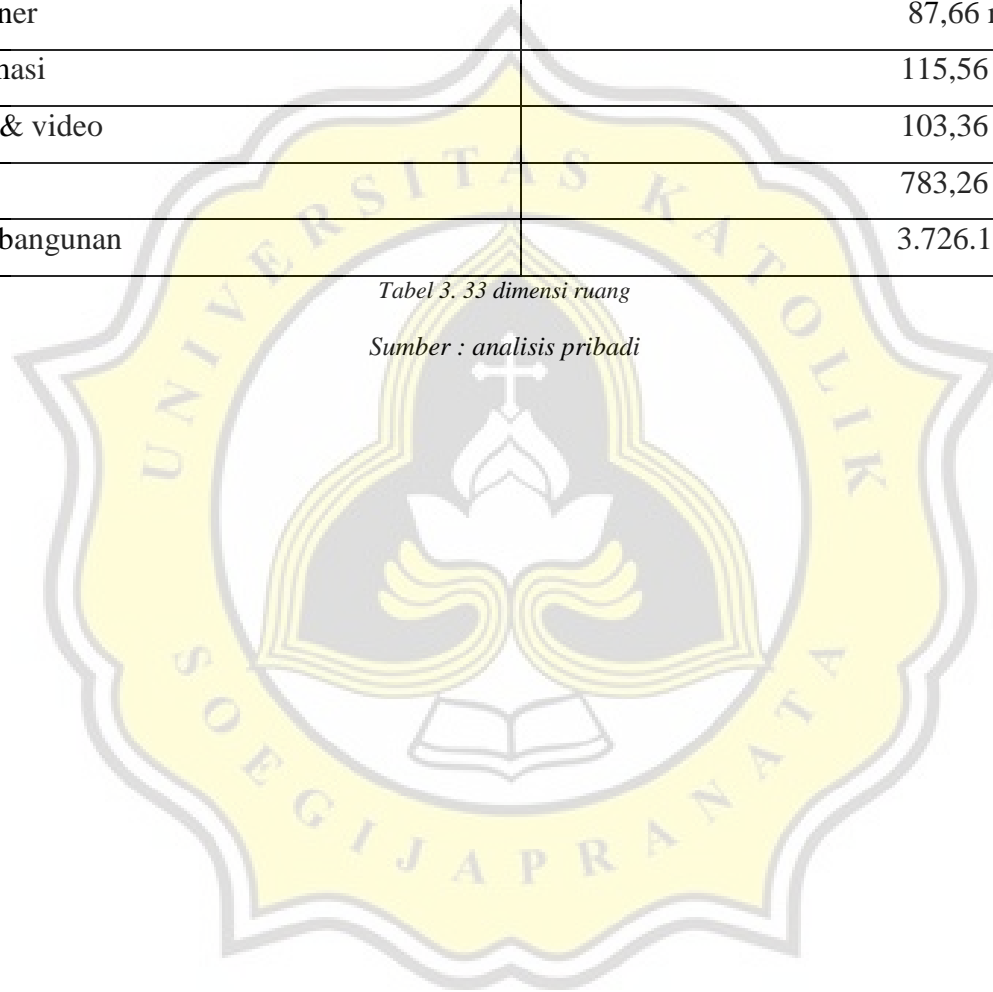 ner 87,66
nasi 115,56
& video 103,36
783,26
bangunan 3.726.1
Tabel 3. 33 dimensi ruang
Sumber : analisis pribadi
UNIVERSITAS KATOLIK
SOEGIJAPRANATA